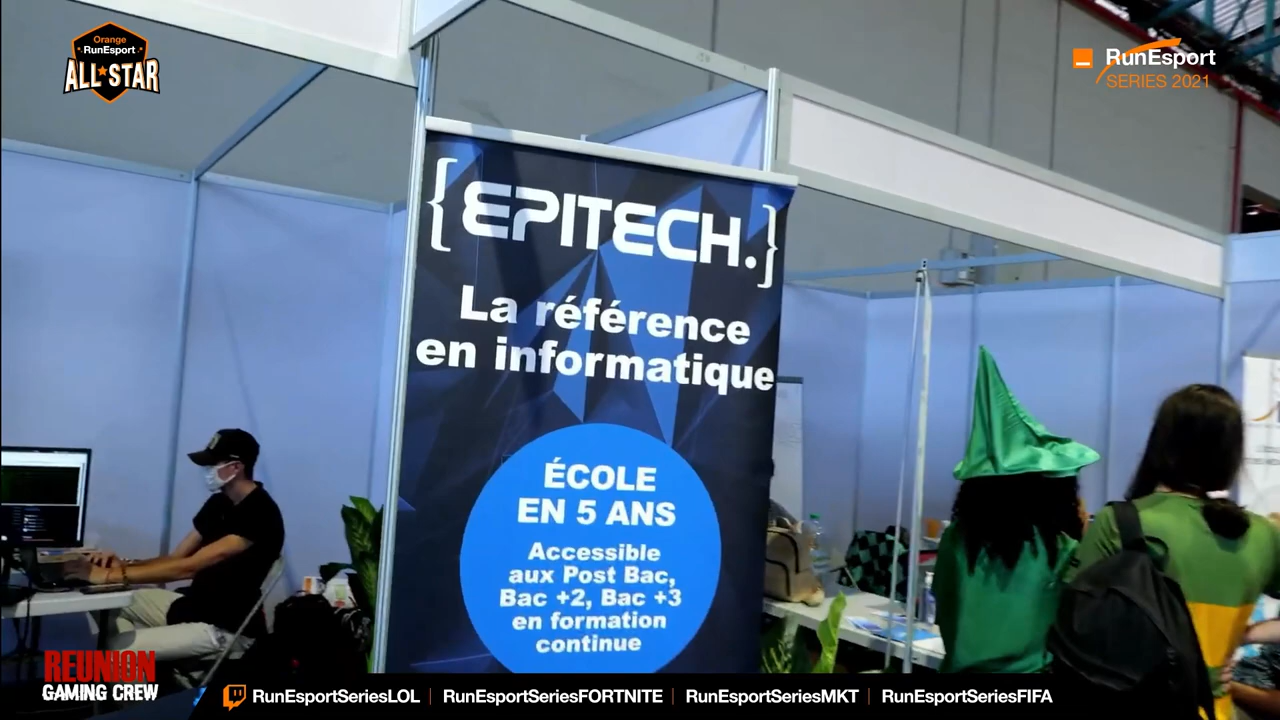 Orange
RunEsport
ALL★STAR
RunEsport
SERIES 2021
{EPITECH.}
La référence
en informatique
ÉCOLE
EN 5 ANS
Accessible
aux Post Bac,
Bac +2, Bac +3
en formation
continue
REUNION
GAMING CREW
RunEsportSeriesLOL | RunEsportSeriesFORTNITE | RunEsportSeriesMKT | RunEsportSeriesFIFA